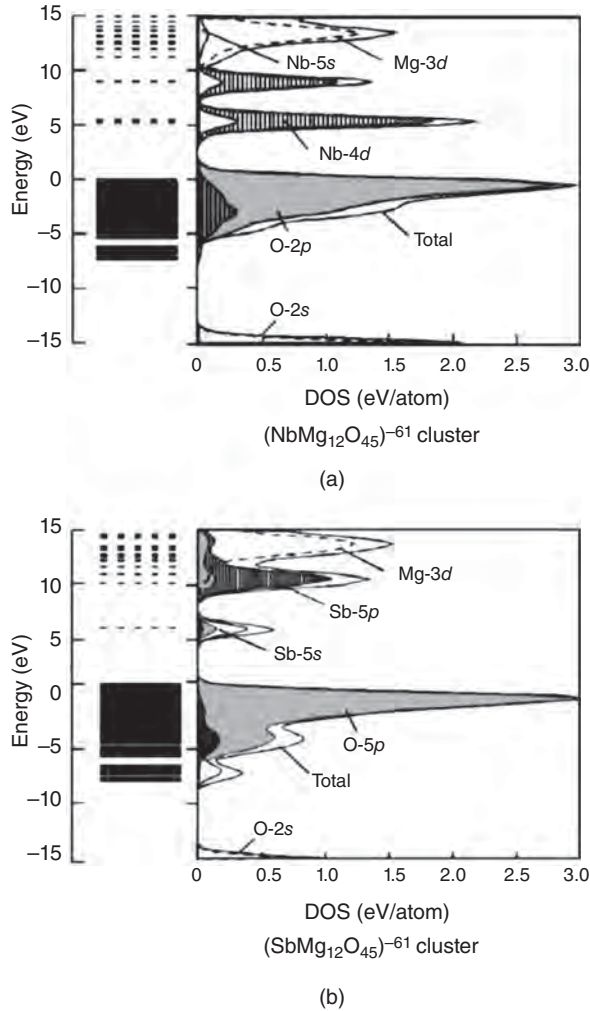 15
10
5
0
−5
−10
−15
Energy (eV)
Nb-5s
Mg-3d
Nb-4d
O-2p
Total
O-2s
0 0.5 1.0 1.5 2.0 2.5 3.0
DOS (eV/atom)
(NbMg₁₂O₄₅)⁻⁶¹ cluster
(a)
15
10
5
0
−5
−10
−15
Energy (eV)
Mg-3d
Sb-5p
Sb-5s
O-5p
Total
O-2s
0 0.5 1.0 1.5 2.0 2.5 3.0
DOS (eV/atom)
(SbMg₁₂O₄₅)⁻⁶¹ cluster
(b)